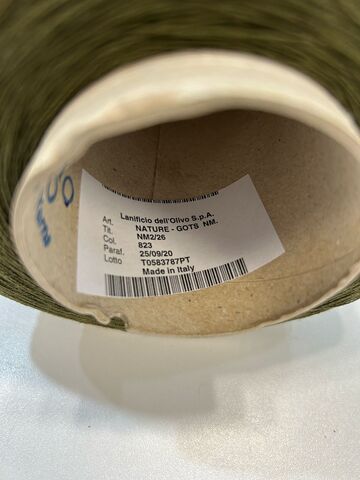 Lanificio dell'Olivo S.p.A.
Art. NATURE - GOTS NM.
Tit. NM2/26
Col. 823
Paraf. 25/09/20
Lotto T0583787PT
Made in Italy